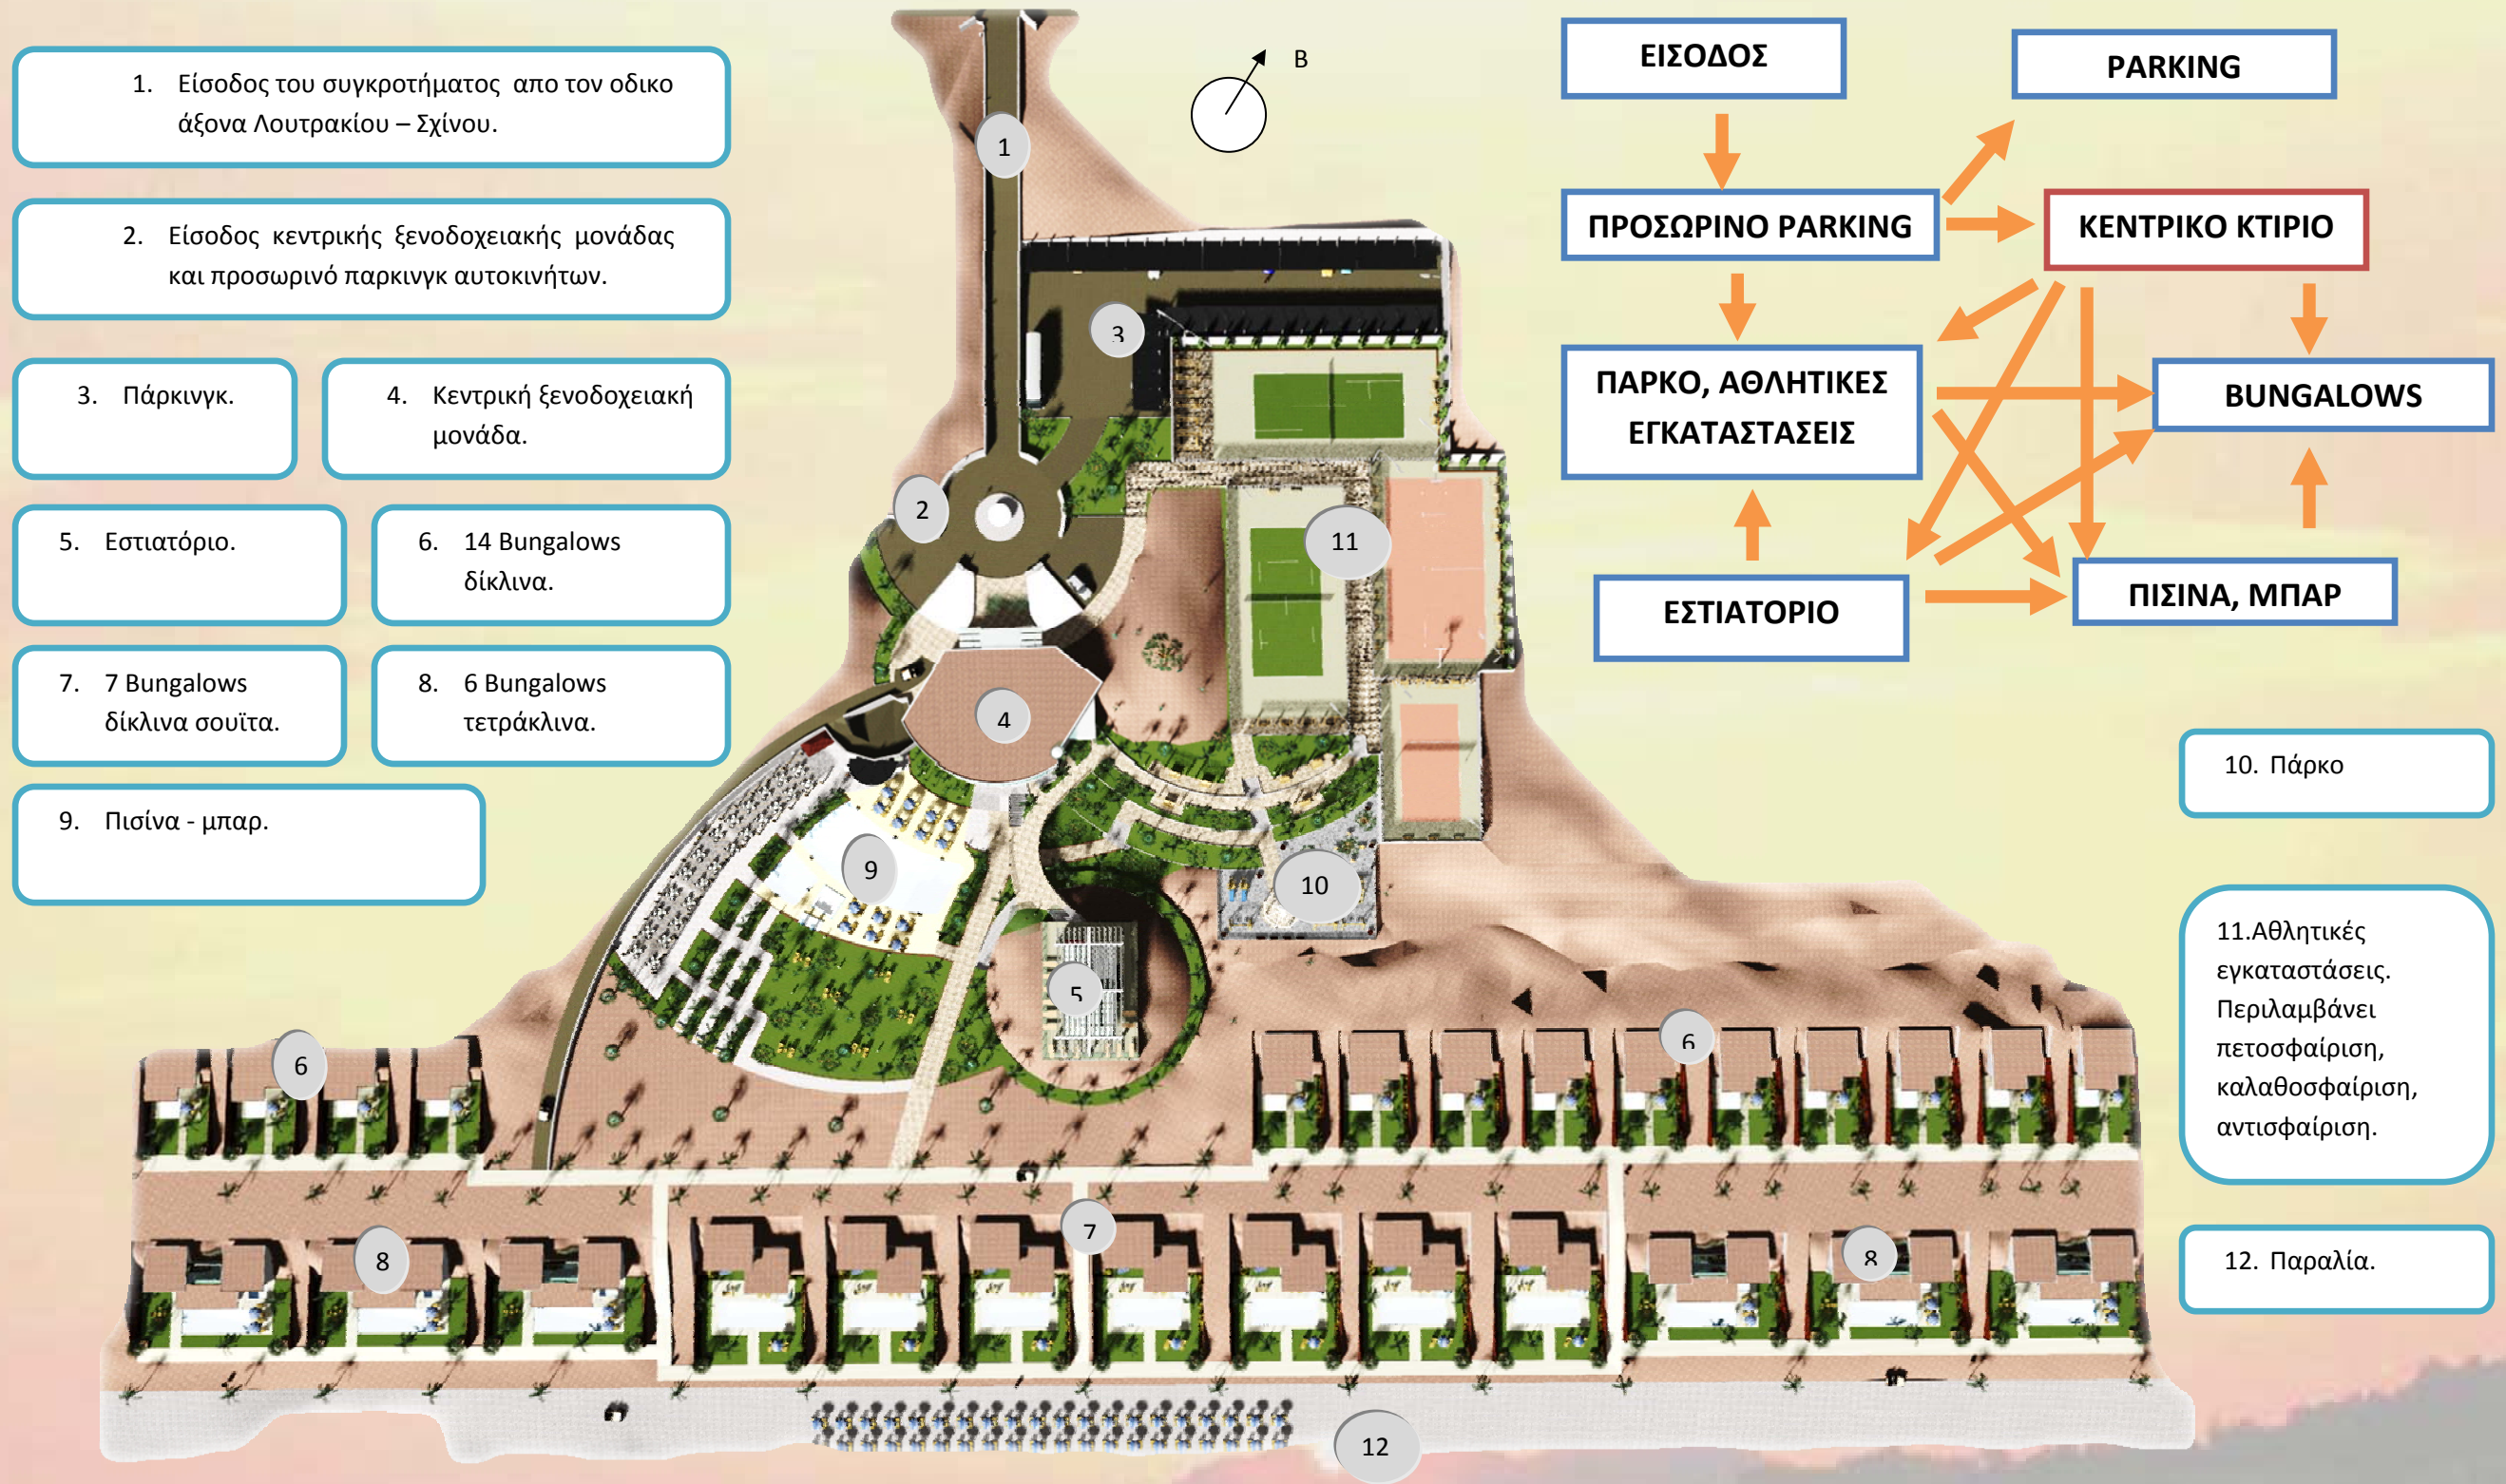 1. Είσοδος του συγκροτήματος απο τον οδικο
άξονα Λουτρακίου – Σχίνου.
2. Είσοδος κεντρικής ξενοδοχειακής μονάδας
και προσωρινό παρκινγκ αυτοκινήτων.
3. Πάρκινγκ.
4. Κεντρική ξενοδοχειακή
μονάδα.
5. Εστιατόριο.
6. 14 Bungalows
δίκλινα.
7. 7 Bungalows
δίκλινα σουϊτα.
8. 6 Bungalows
τετράκλινα.
9. Πισίνα - μπαρ.
Β
ΕΙΣΟΔΟΣ
PARKING
ΠΡΟΣΩΡΙΝΟ PARKING
ΚΕΝΤΡΙΚΟ ΚΤΙΡΙΟ
ΠΑΡΚΟ, ΑΘΛΗΤΙΚΕΣ
ΕΓΚΑΤΑΣΤΑΣΕΙΣ
BUNGALOWS
ΕΣΤΙΑΤΟΡΙΟ
ΠΙΣΙΝΑ, ΜΠΑΡ
10. Πάρκο
11.Αθλητικές
εγκαταστάσεις.
Περιλαμβάνει
πετοσφαίριση,
καλαθοσφαίριση,
αντισφαίριση.
12. Παραλία.
1
3
2
11
4
9
10
5
6
6
7
8
8
12